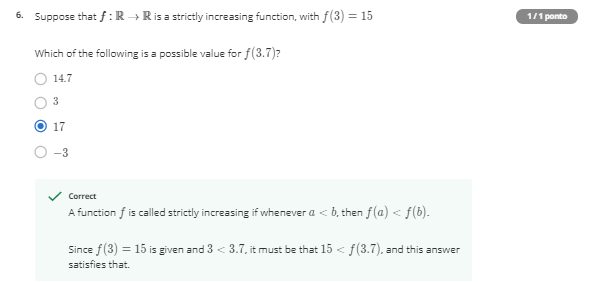 6. Suppose that f : ℝ → ℝ is a strictly increasing function, with f(3) = 15
1 / 1 ponto
Which of the following is a possible value for f(3.7)?
14.7
3
17
−3
Correct
A function f is called strictly increasing if whenever a < b, then f(a) < f(b).
Since f(3) = 15 is given and 3 < 3.7, it must be that 15 < f(3.7), and this answer
satisfies that.